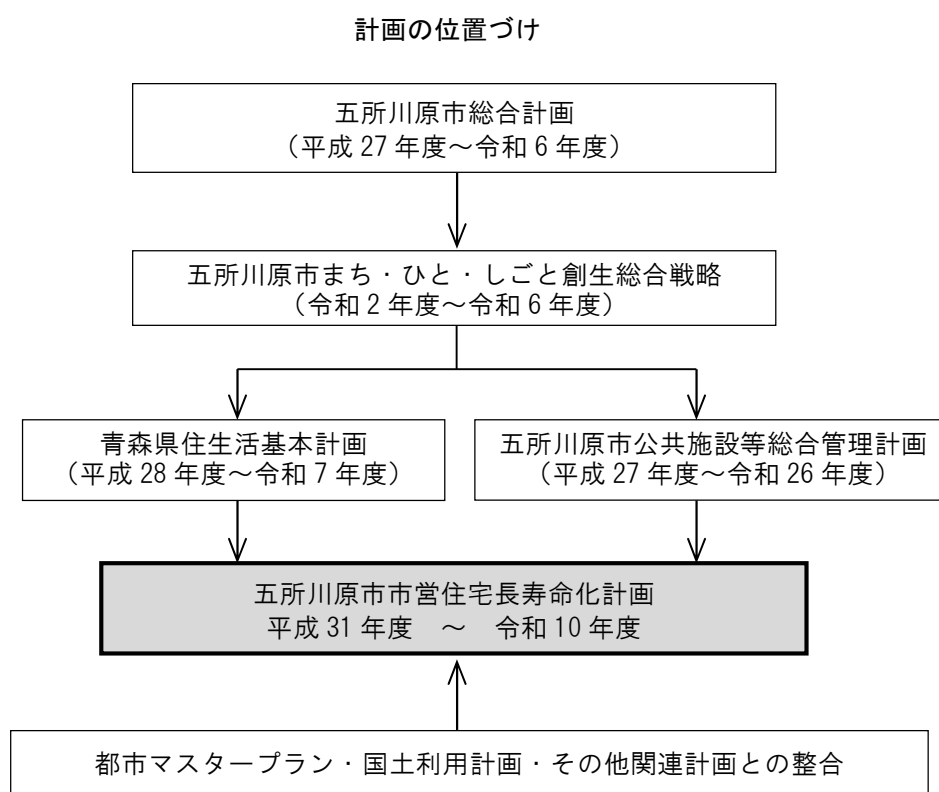 計画の位置づけ
五所川原市総合計画
（平成 27 年度～令和 6 年度）
五所川原市まち・ひと・しごと創生総合戦略
（令和 2 年度～令和 6 年度）
青森県住生活基本計画
（平成 28 年度～令和 7 年度）
五所川原市公共施設等総合管理計画
（平成 27 年度～令和 26 年度）
五所川原市市営住宅長寿命化計画
平成 31 年度　～　令和 10 年度
都市マスタープラン・国土利用計画・その他関連計画との整合